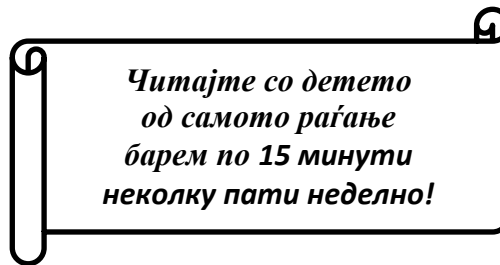 Читајте со детето
од самото раѓање
барем по 15 минути
неколку пати неделно!